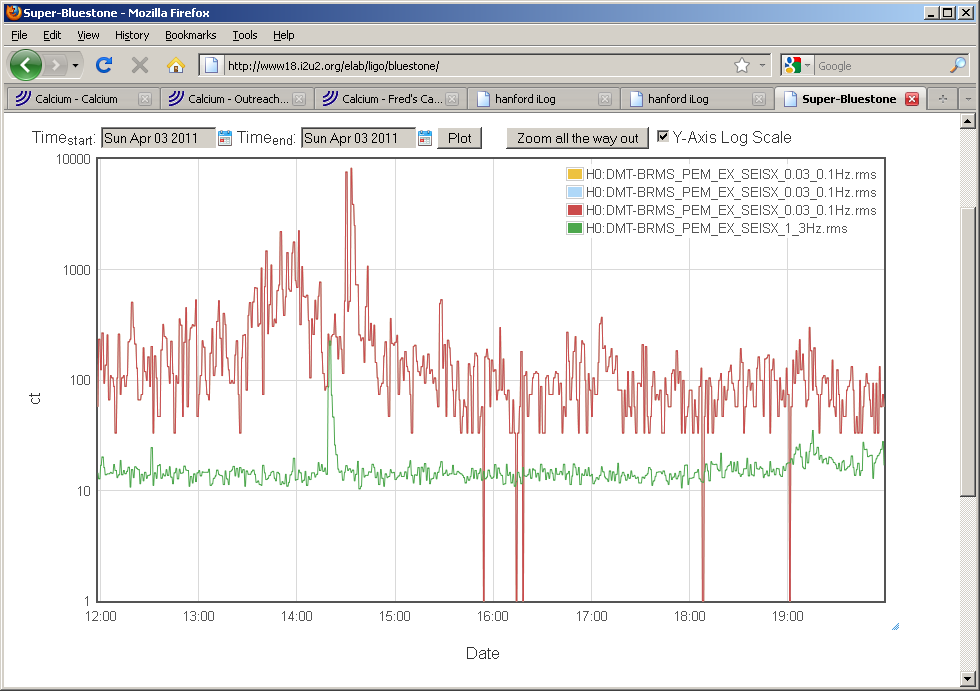 Super-Bluestone - Mozilla Firefox
File Edit View History Bookmarks Tools Help
http://www18.i2u2.org/elab/ligo/bluestone/ Google
Calcium - Calcium Calcium - Outreach... Calcium - Fred's Ca... hanford iLog hanford iLog Super-Bluestone
Timestart: Sun Apr 03 2011 Timeend: Sun Apr 03 2011 Plot Zoom all the way out Y-Axis Log Scale
10000
H0:DMT-BRMS_PEM_EX_SEISX_0.03_0.1Hz.rms
H0:DMT-BRMS_PEM_EX_SEISX_0.03_0.1Hz.rms
H0:DMT-BRMS_PEM_EX_SEISX_0.03_0.1Hz.rms
H0:DMT-BRMS_PEM_EX_SEISX_1_3Hz.rms
1000
100
ct
10
1
12:00 13:00 14:00 15:00 16:00 17:00 18:00 19:00
Date